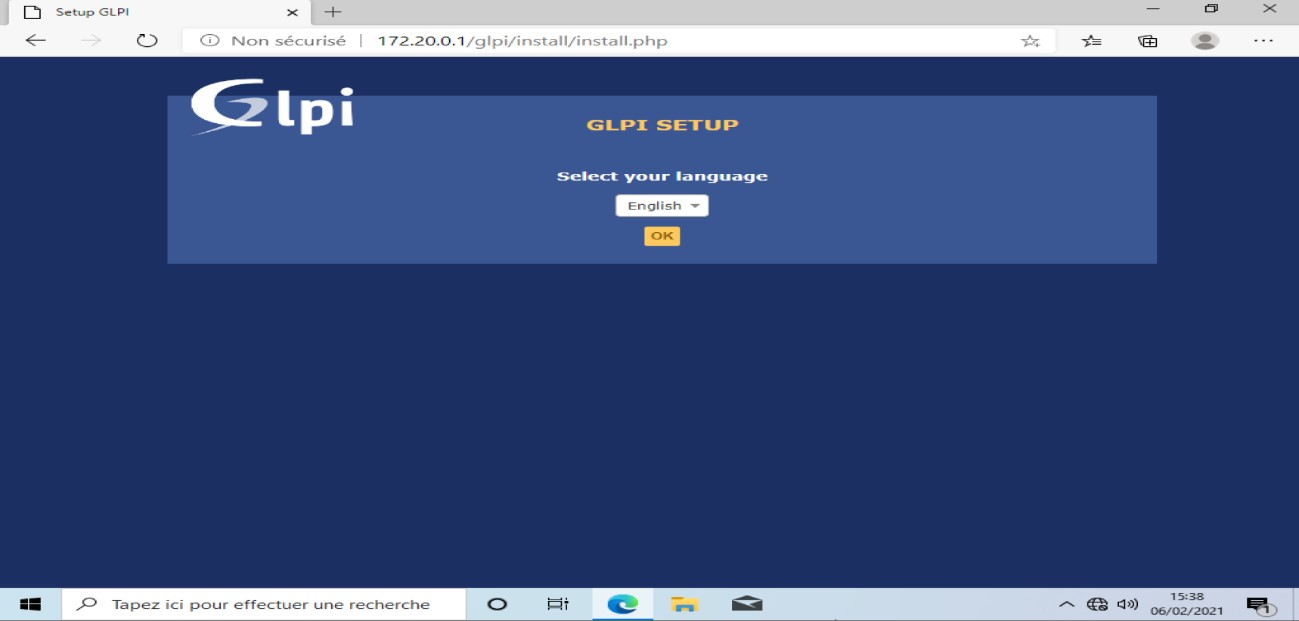 Setup GLPI
Non sécurisé | 172.20.0.1/glpi/install/install.php
Glpi
GLPI SETUP
Select your language
English
OK
Tapez ici pour effectuer une recherche
15:38
06/02/2021
1